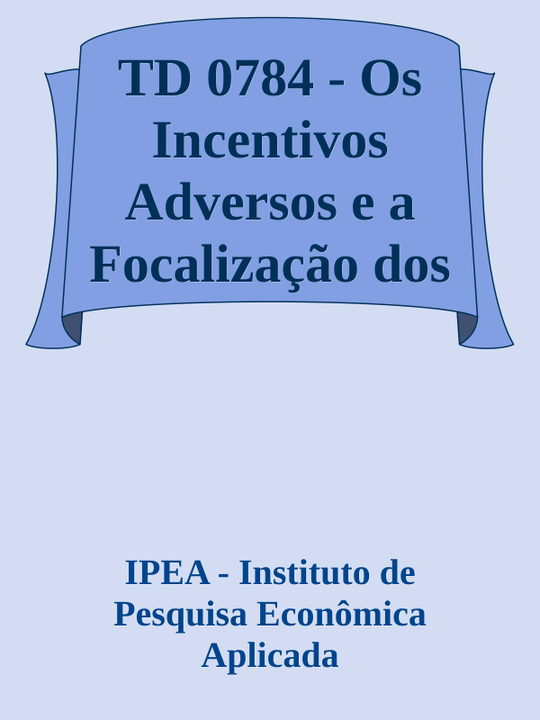 TD 0784 - Os
Incentivos
Adversos e a
Focalização dos
IPEA - Instituto de
Pesquisa Econômica
Aplicada